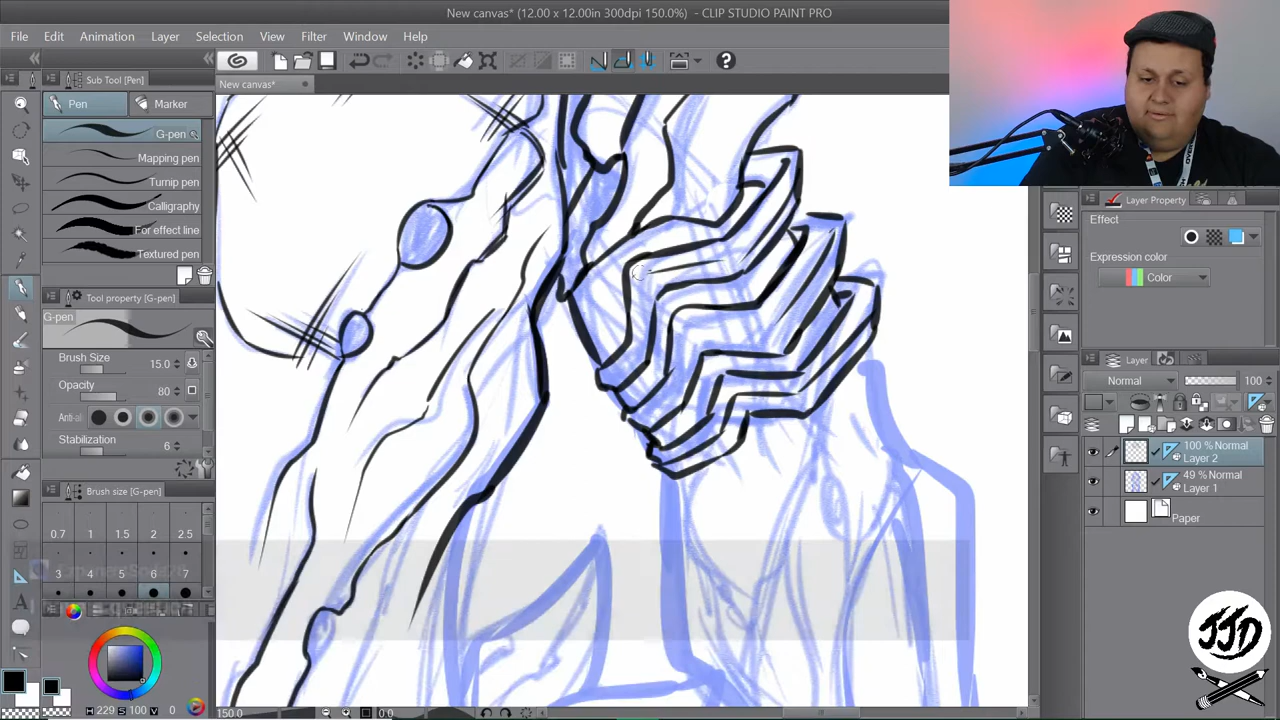 New canvas* (12.00 x 12.00in 300dpi 150.0%) - CLIP STUDIO PAINT PRO
File Edit Animation Layer Selection View Filter Window Help
Sub Tool [Pen]
New canvas*
Pen Marker
G-pen
Mapping pen
Turnip pen
Calligraphy
For effect line
Textured pen
Tool property [G-pen]
G-pen
Brush Size 15.0
Opacity 80
Anti-al
Stabilization 6
Brush size [G-pen]
0.7 1 1.5 2 2.5
3 4 5 6 7
H 229 S 100 V 0
150.0 0.0
Layer Property
Effect
Expression color
Color
Layer
Normal 100
100 % Normal
Layer 2
49 % Normal
Layer 1
Paper
JJD